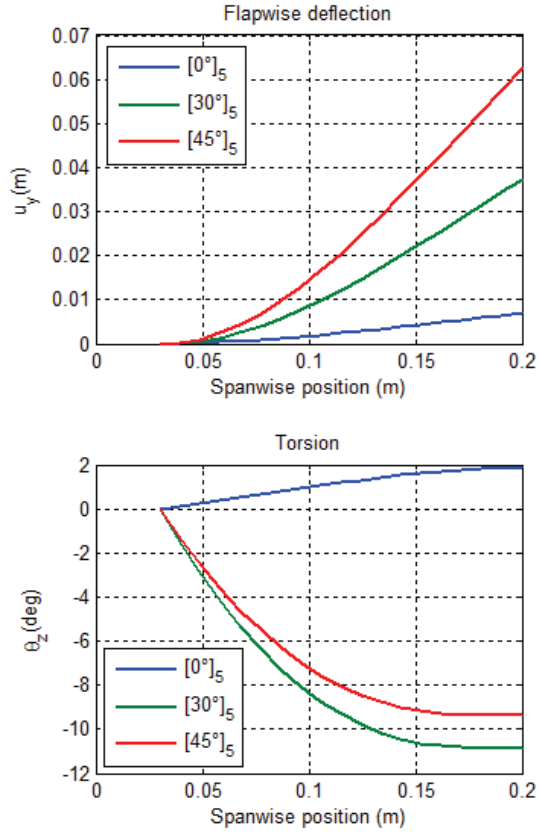 Flapwise deflection
0.07
0.06
0.05
0.04
0.03
0.02
0.01
0
u_y(m)
[0°]_5
[30°]_5
[45°]_5
0 0.05 0.1 0.15 0.2
Spanwise position (m)
Torsion
2
0
-2
-4
-6
-8
-10
-12
θ_z(deg)
[0°]_5
[30°]_5
[45°]_5
0 0.05 0.1 0.15 0.2
Spanwise position (m)